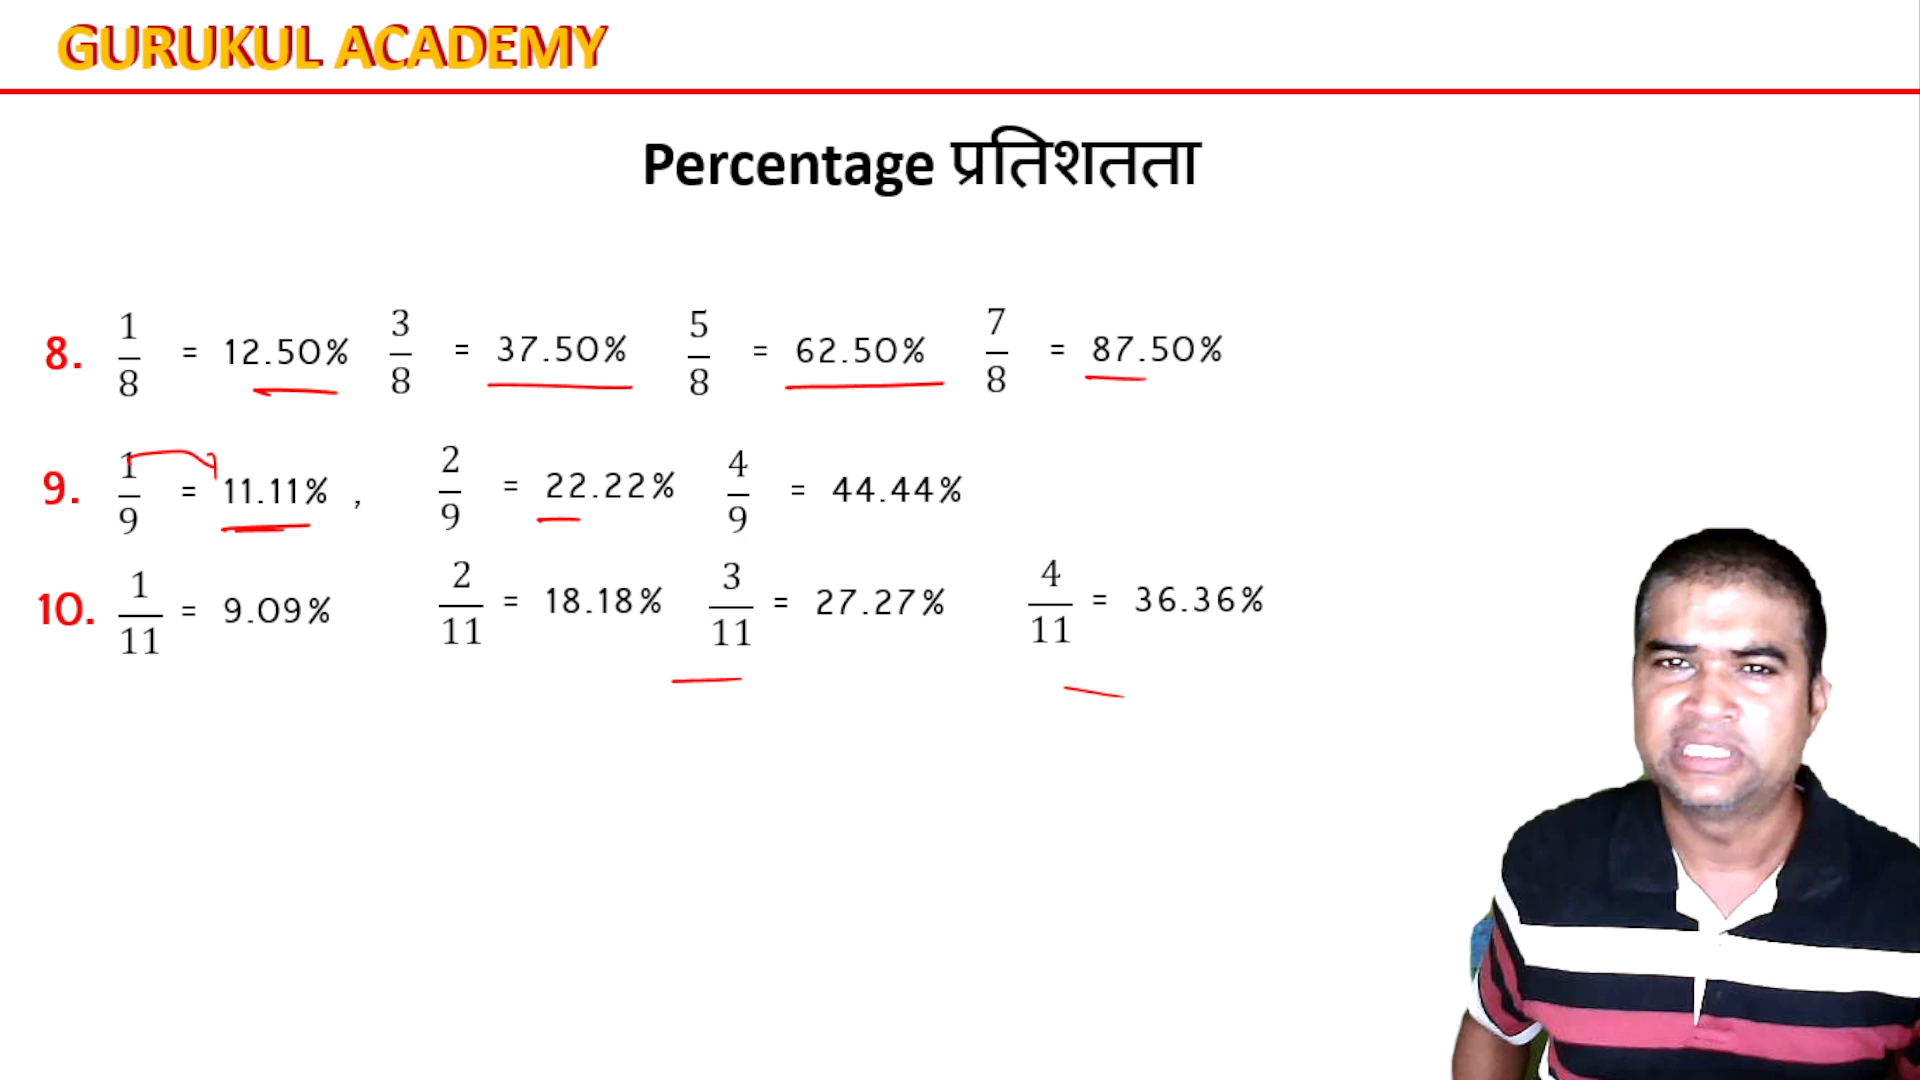 GURUKUL ACADEMY
Percentage प्रतिशतता
8. 1/8 = 12.50% 3/8 = 37.50% 5/8 = 62.50% 7/8 = 87.50%
9. 1/9 = 11.11% , 2/9 = 22.22% 4/9 = 44.44%
10. 1/11 = 9.09% 2/11 = 18.18% 3/11 = 27.27% 4/11 = 36.36%